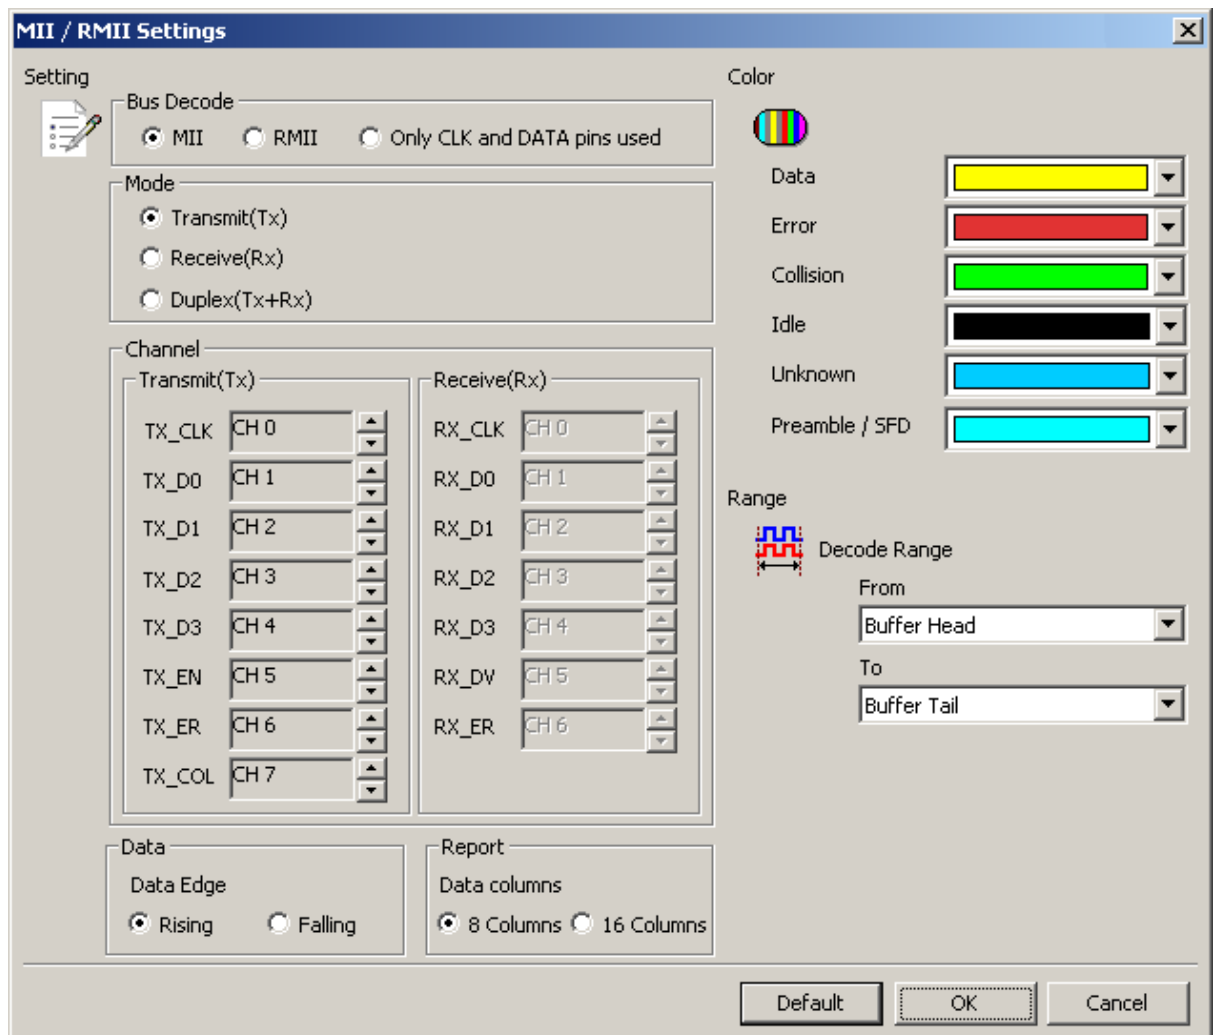 MII / RMII Settings
Setting
Bus Decode
MII RMII Only CLK and DATA pins used
Mode
Transmit(Tx)
Receive(Rx)
Duplex(Tx+Rx)
Channel
Transmit(Tx)
TX_CLK CH 0
TX_D0 CH 1
TX_D1 CH 2
TX_D2 CH 3
TX_D3 CH 4
TX_EN CH 5
TX_ER CH 6
TX_COL CH 7
Receive(Rx)
RX_CLK CH 0
RX_D0 CH 1
RX_D1 CH 2
RX_D2 CH 3
RX_D3 CH 4
RX_DV CH 5
RX_ER CH 6
Data
Data Edge
Rising Falling
Report
Data columns
8 Columns 16 Columns
Color
Data
Error
Collision
Idle
Unknown
Preamble / SFD
Range
Decode Range
From
Buffer Head
To
Buffer Tail
Default OK Cancel